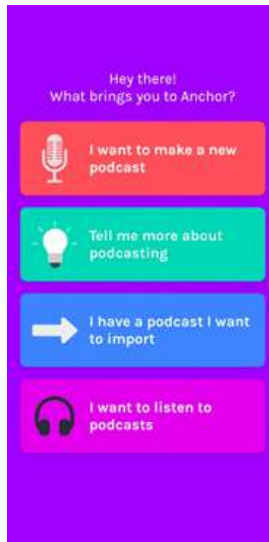 Hey there!
What brings you to Anchor?
I want to make a new
podcast
Tell me more about
podcasting
I have a podcast I want
to import
I want to listen to
podcasts